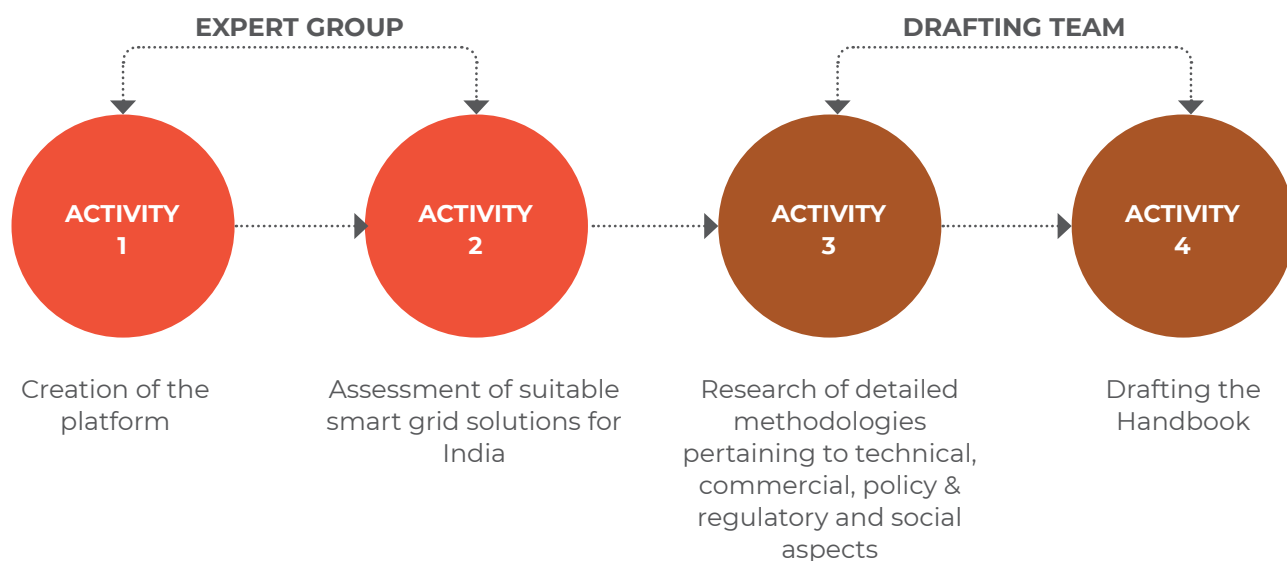 EXPERT GROUP
DRAFTING TEAM
ACTIVITY
1
ACTIVITY
2
ACTIVITY
3
ACTIVITY
4
Creation of the
platform
Assessment of suitable
smart grid solutions for
India
Research of detailed
methodologies
pertaining to technical,
commercial, policy &
regulatory and social
aspects
Drafting the
Handbook